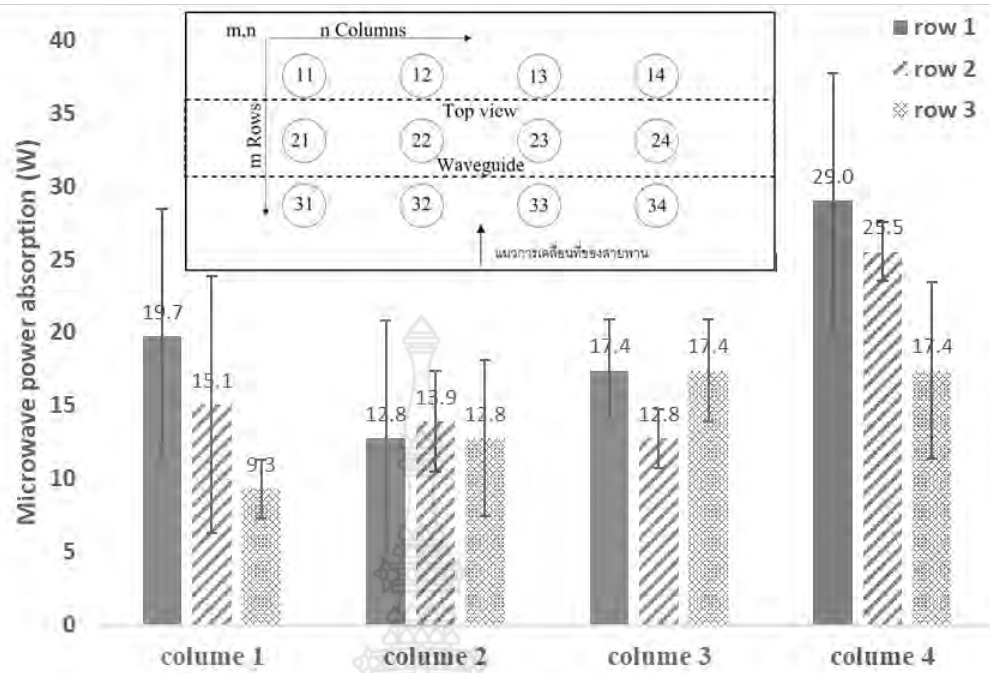 m,n
n Columns
m Rows
11 12 13 14
Top view
21 22 23 24
Waveguide
31 32 33 34
แนวการเคลื่อนที่ของสายพาน
row 1
row 2
row 3
Microwave power absorption (W)
40
35
30
25
20
15
10
5
0
19.7
15.1
9.3
12.8
13.9
12.8
17.4
12.8
17.4
29.0
25.5
17.4
colume 1
colume 2
colume 3
colume 4